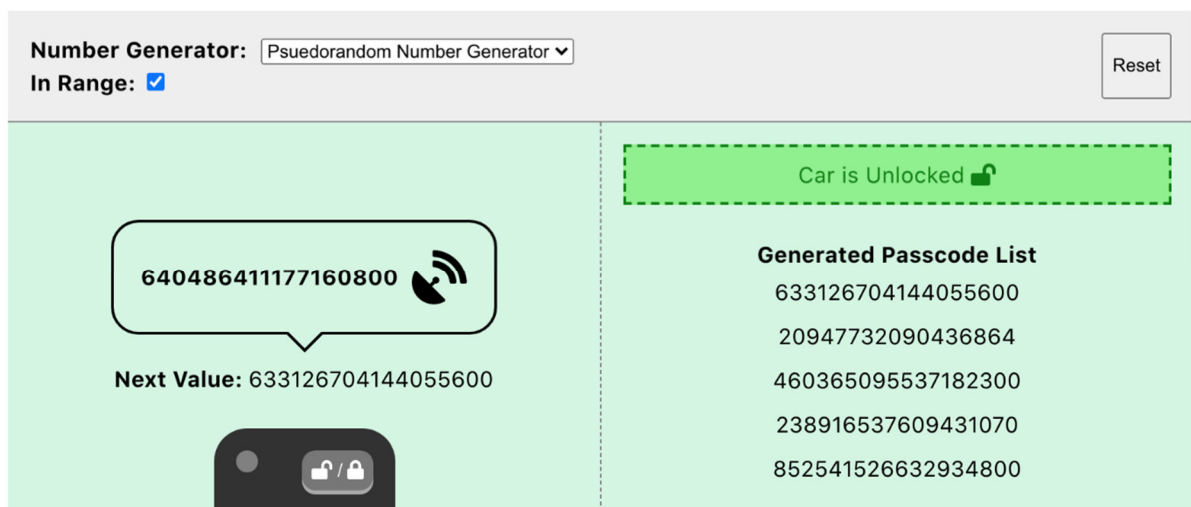 Number Generator: Psuedorandom Number Generator
In Range:
Reset
640486411177160800
Next Value: 633126704144055600
/
Car is Unlocked
Generated Passcode List
633126704144055600
20947732090436864
460365095537182300
238916537609431070
852541526632934800